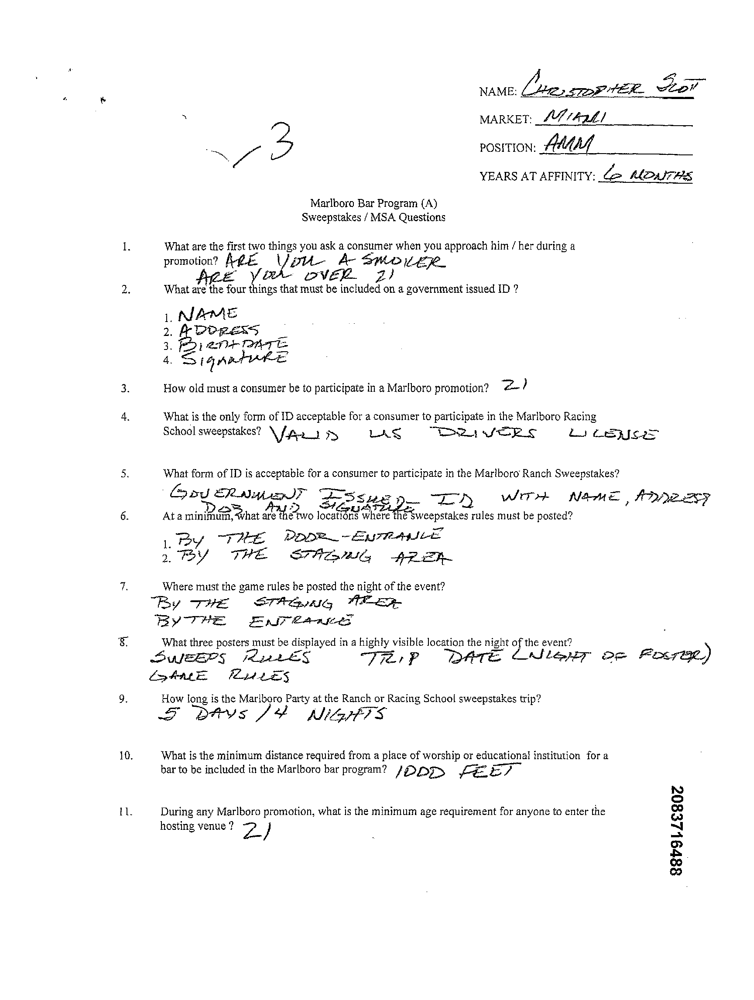 NAME: CHRISTOPHER SCOTT
MARKET: MIAMI
POSITION: AMM
YEARS AT AFFINITY: 6 MONTHS
✓ 3
Marlboro Bar Program (A)
Sweepstakes / MSA Questions
1. What are the first two things you ask a consumer when you approach him / her during a
promotion? ARE YOU A SMOKER
ARE YOU OVER 21
2. What are the four things that must be included on a government issued ID ?
1. NAME
2. ADDRESS
3. BIRTHDATE
4. SIGNATURE
3. How old must a consumer be to participate in a Marlboro promotion? 21
4. What is the only form of ID acceptable for a consumer to participate in the Marlboro Racing
School sweepstakes? VALID US DRIVERS LICENSE
5. What form of ID is acceptable for a consumer to participate in the Marlboro Ranch Sweepstakes?
GOVERNMENT ISSUED ID WITH NAME, ADDRESS
DOB AND SIGNATURE
6. At a minimum, what are the two locations where the sweepstakes rules must be posted?
1. BY THE DOOR-ENTRANCE
2. BY THE STAGING AREA
7. Where must the game rules be posted the night of the event?
BY THE STAGING AREA
BY THE ENTRANCE
8. What three posters must be displayed in a highly visible location the night of the event?
SWEEPS RULES TRIP DATE (NIGHT OF POSTER)
GAME RULES
9. How long is the Marlboro Party at the Ranch or Racing School sweepstakes trip?
5 DAYS / 4 NIGHTS
10. What is the minimum distance required from a place of worship or educational institution for a
bar to be included in the Marlboro bar program? 1000 FEET
11. During any Marlboro promotion, what is the minimum age requirement for anyone to enter the
hosting venue ? 21
2083716488